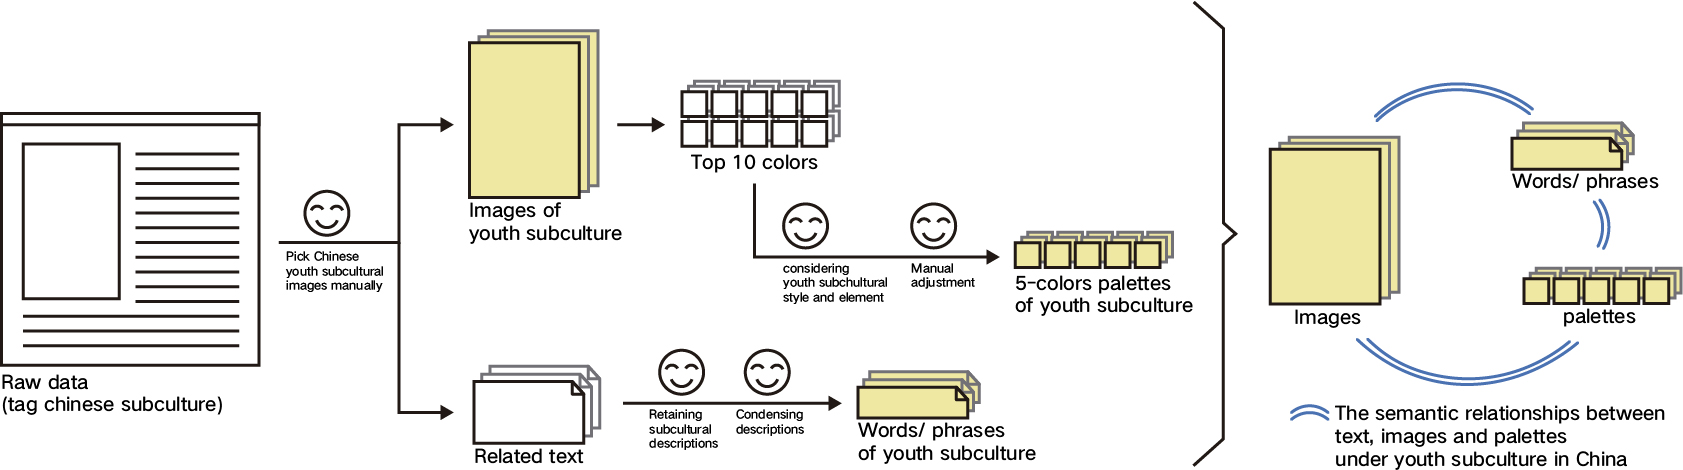 Raw data
(tag chinese subculture)
Pick Chinese
youth subcultural
images manually
Images of
youth subculture
Top 10 colors
considering
youth subchultural
style and element
Manual
adjustment
5-colors palettes
of youth subculture
Related text
Retaining
subcultural
descriptions
Condensing
descriptions
Words/ phrases
of youth subculture
Images
Words/ phrases
palettes
The semantic relationships between
text, images and palettes
under youth subculture in China